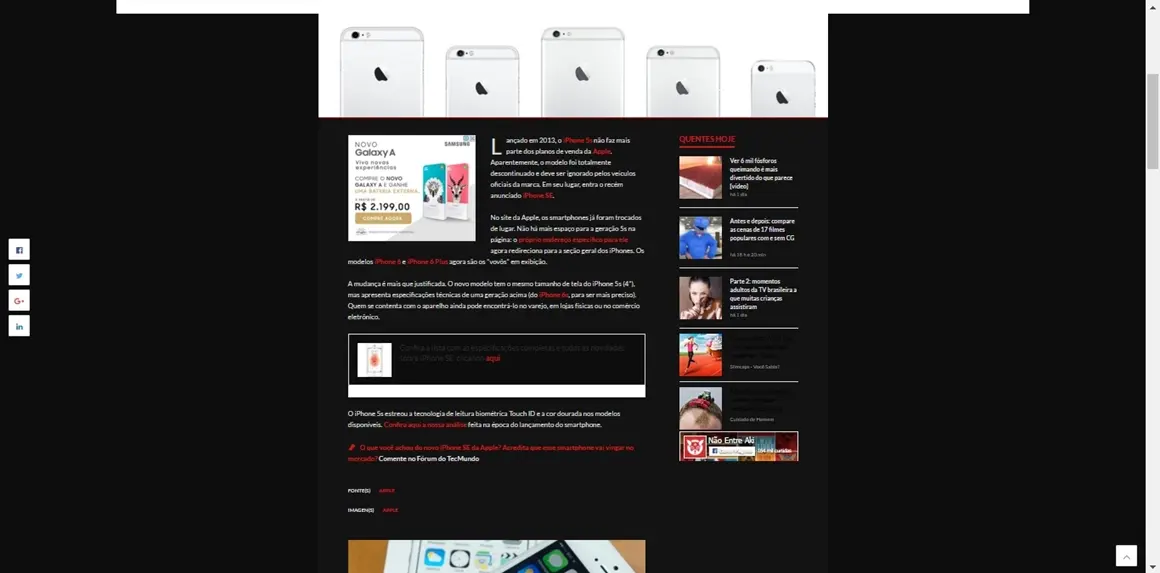 NOVO
Galaxy A
SAMSUNG
Viva novas
experiências
COMPRE O NOVO
GALAXY A E GANHE
UMA BATERIA EXTERNA.
A PARTIR DE
R$ 2.199,00
COMPRE AGORA
Lançado em 2013, o iPhone 5s não faz mais
parte dos planos de venda da Apple.
Aparentemente, o modelo foi totalmente
descontinuado e deve ser ignorado pelos veículos
oficiais da marca. Em seu lugar, entra o recém
anunciado iPhone SE.
No site da Apple, os smartphones já foram trocados
de lugar. Não há mais espaço para a geração 5s na
página: o próprio endereço específico para ele
agora redireciona para a seção geral dos iPhones. Os
modelos iPhone 6 e iPhone 6 Plus agora são os "vovôs" em exibição.
A mudança é mais que justificada. O novo modelo tem o mesmo tamanho de tela do iPhone 5s (4"),
mas apresenta especificações técnicas de uma geração acima (do iPhone 6s, para ser mais preciso).
Quem se contenta com o aparelho ainda pode encontrá-lo no varejo, em lojas físicas ou no comércio
eletrônico.
Confira a lista com as especificações completas e todas as novidades
sobre iPhone SE clicando aqui
O iPhone 5s estreou a tecnologia de leitura biométrica Touch ID e a cor dourada nos modelos
disponíveis. Confira aqui a nossa análise feita na época do lançamento do smartphone.
O que você achou do novo iPhone SE da Apple? Acredita que esse smartphone vai vingar no
mercado? Comente no Fórum do TecMundo
FONTE(S) APPLE
IMAGEM(S) APPLE
QUENTES HOJE
Ver 6 mil fósforos
queimando é mais
divertido do que parece
[vídeo]
há 1 dia
Antes e depois: compare
as cenas de 17 filmes
populares com e sem CG
há 18 h e 20 min
Parte 2: momentos
adultos da TV brasileira a
que muitas crianças
assistiram
há 1 dia
Slimcaps - Você Sabia?
Cuidado de Homem
Não Entre Aki
164 mil curtidas